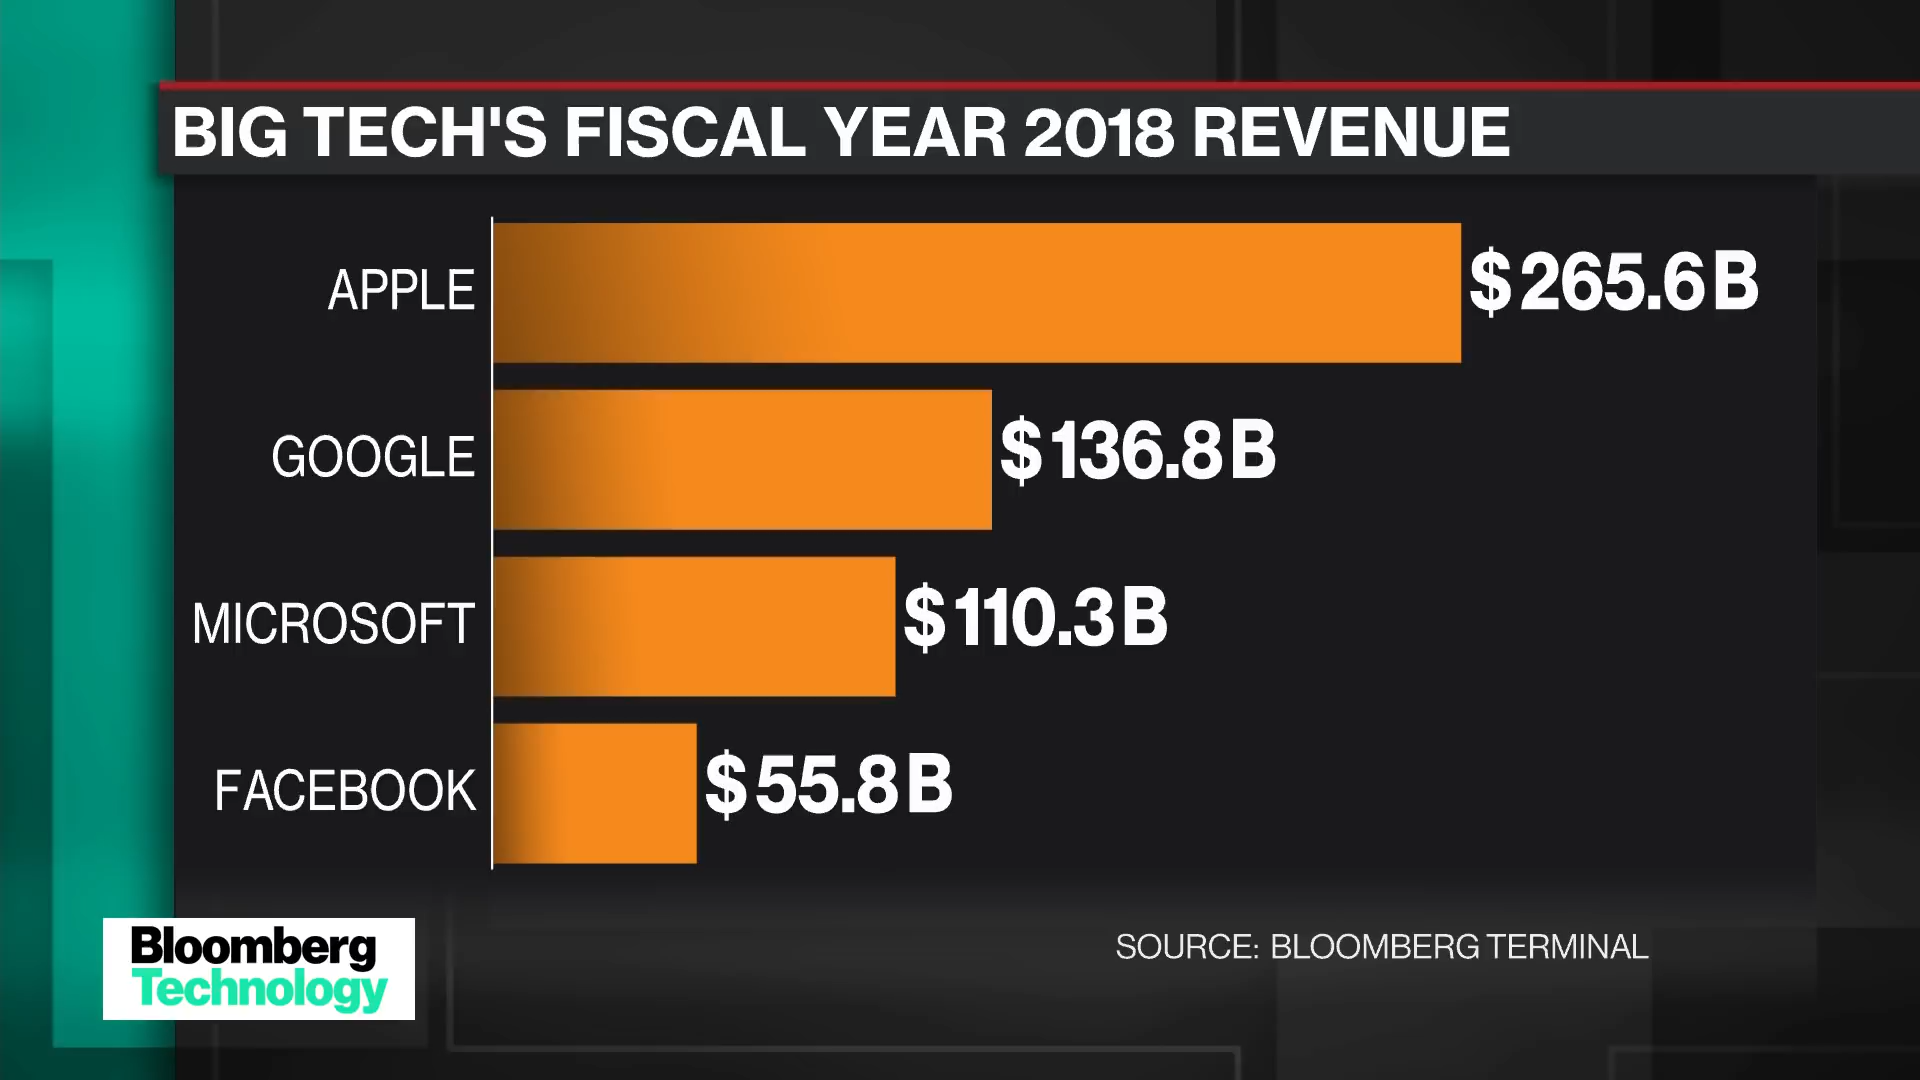 BIG TECH'S FISCAL YEAR 2018 REVENUE
APPLE $265.6B
GOOGLE $136.8B
MICROSOFT $110.3B
FACEBOOK $55.8B
Bloomberg
Technology
SOURCE: BLOOMBERG TERMINAL